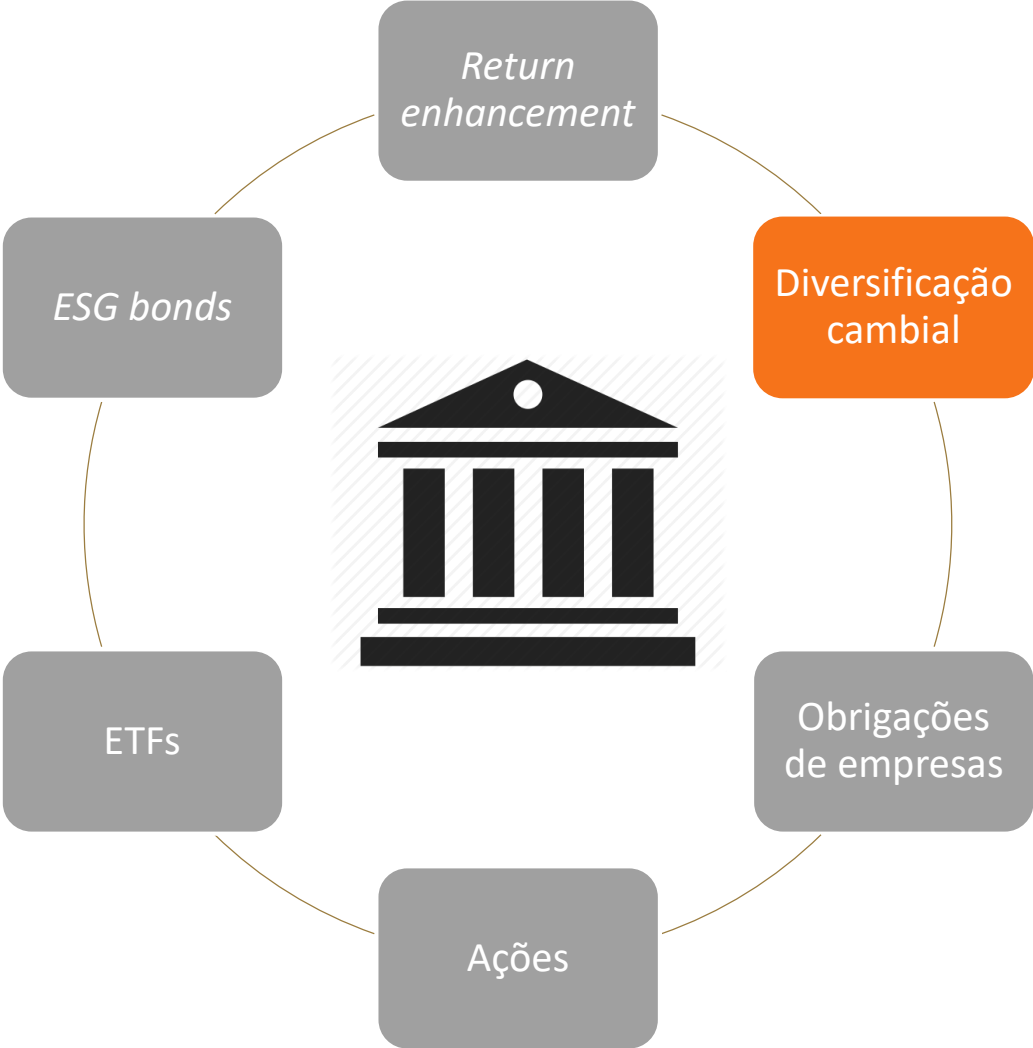 Return
enhancement
Diversificação
cambial
Obrigações
de empresas
Ações
ETFs
ESG bonds